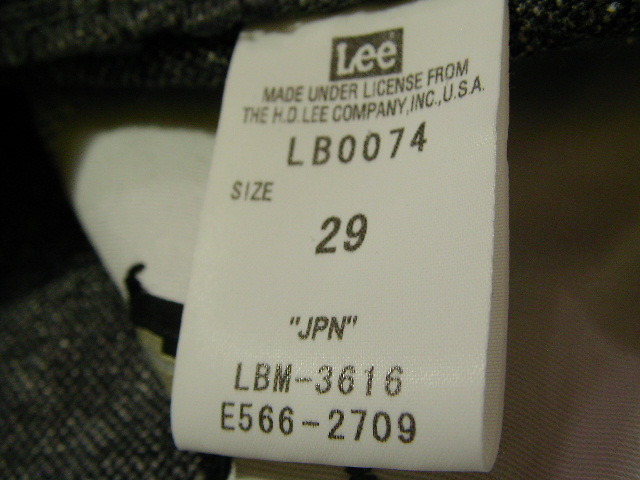 Lee
MADE UNDER LICENSE FROM
THE H.D. LEE COMPANY, INC., U.S.A.
LB0074
SIZE
29
"JPN"
LBM-3616
E566-2709